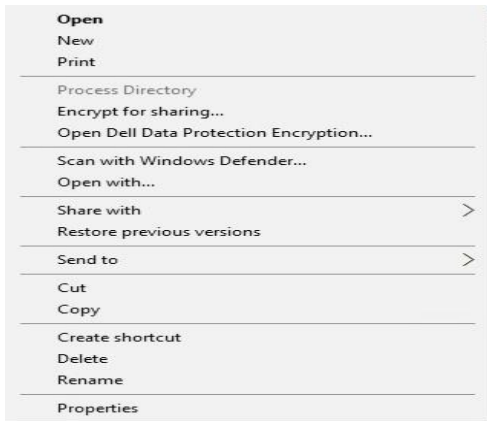 Open
New
Print
Process Directory
Encrypt for sharing...
Open Dell Data Protection Encryption...
Scan with Windows Defender...
Open with...
Share with
Restore previous versions
Send to
Cut
Copy
Create shortcut
Delete
Rename
Properties